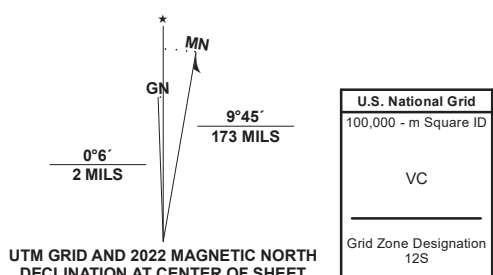 ★
MN
GN
9°45´
173 MILS
0°6´
2 MILS
UTM GRID AND 2022 MAGNETIC NORTH
DECLINATION AT CENTER OF SHEET
U.S. National Grid
100,000 - m Square ID
VC
Grid Zone Designation
12S